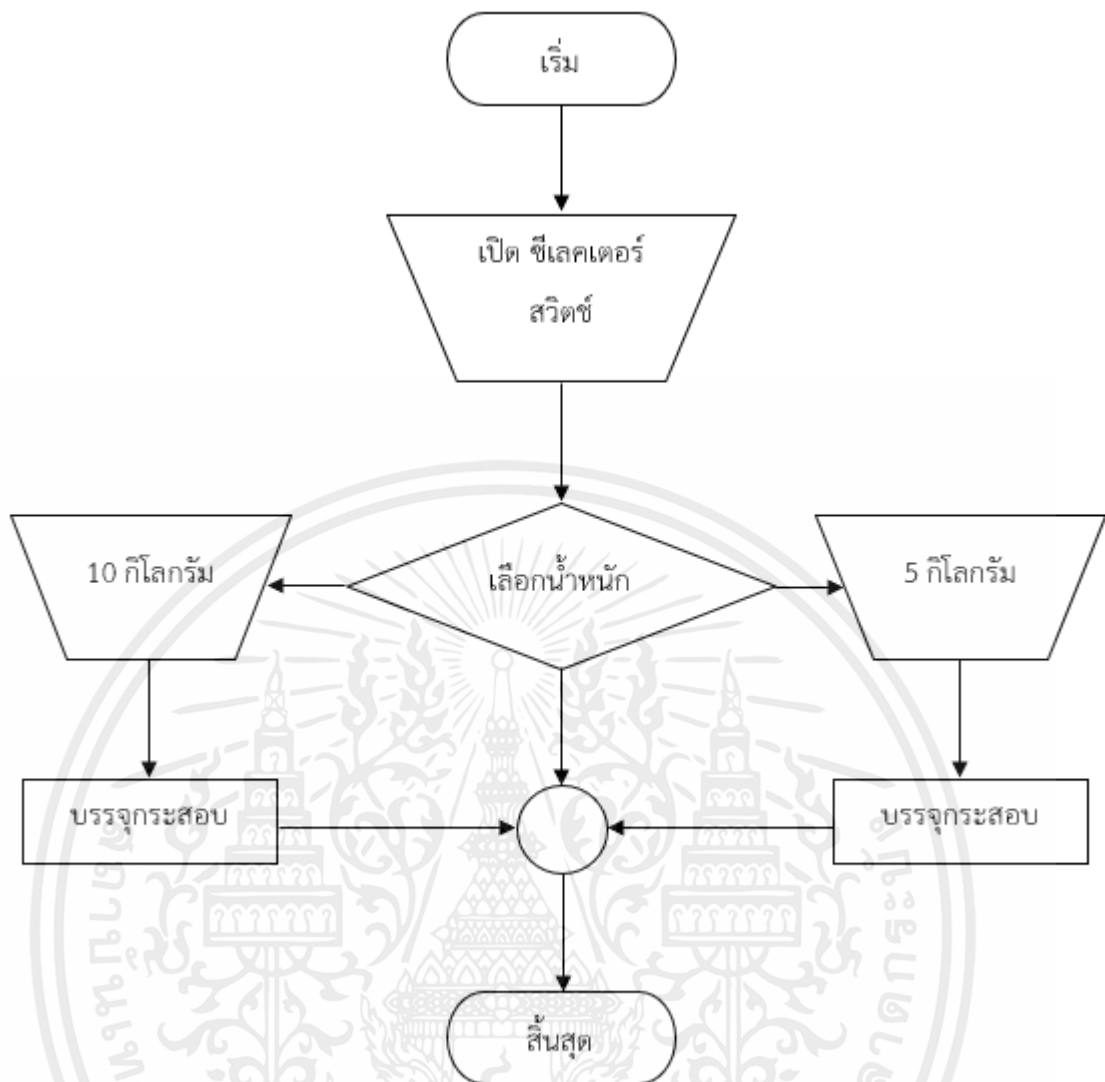 เริ่ม
เปิด ซีเลคเตอร์
สวิตช์
10 กิโลกรัม
เลือกน้ำหนัก
5 กิโลกรัม
บรรจุกระสอบ
บรรจุกระสอบ
สิ้นสุด